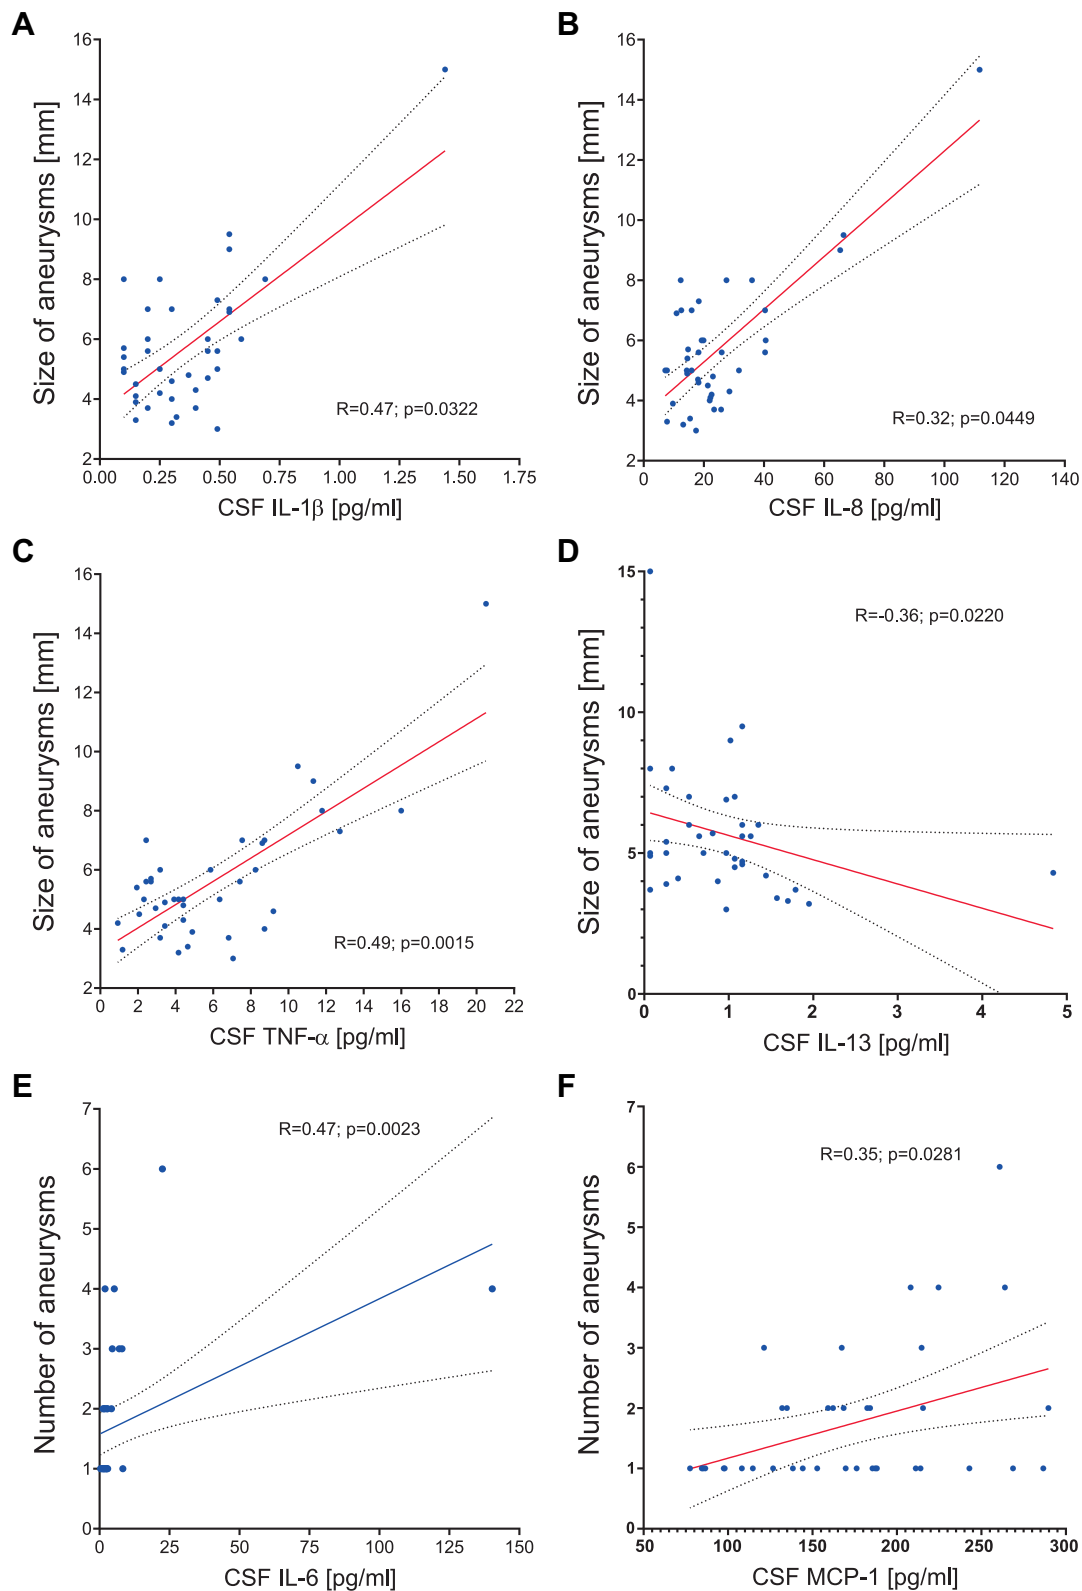 A
Size of aneurysms [mm]
16
14
12
10
8
6
4
2
0.00 0.25 0.50 0.75 1.00 1.25 1.50 1.75
CSF IL-1β [pg/ml]
R=0.47; p=0.0322
B
Size of aneurysms [mm]
16
14
12
10
8
6
4
2
0 20 40 60 80 100 120 140
CSF IL-8 [pg/ml]
R=0.32; p=0.0449
C
Size of aneurysms [mm]
16
14
12
10
8
6
4
2
0 2 4 6 8 10 12 14 16 18 20 22
CSF TNF-α [pg/ml]
R=0.49; p=0.0015
D
Size of aneurysms [mm]
15
10
5
0
0 1 2 3 4 5
CSF IL-13 [pg/ml]
R=-0.36; p=0.0220
E
Number of aneurysms
7
6
5
4
3
2
1
0
0 25 50 75 100 125 150
CSF IL-6 [pg/ml]
R=0.47; p=0.0023
F
Number of aneurysms
7
6
5
4
3
2
1
0
50 100 150 200 250 300
CSF MCP-1 [pg/ml]
R=0.35; p=0.0281